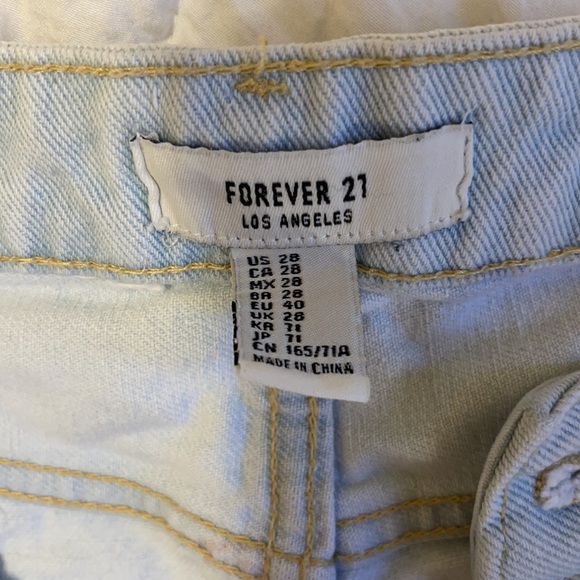 FOREVER 21
LOS ANGELES
US 28
CA 28
MX 28
BR 28
EU 40
UK 28
KR 71
JP 71
CN 165/71A
MADE IN CHINA